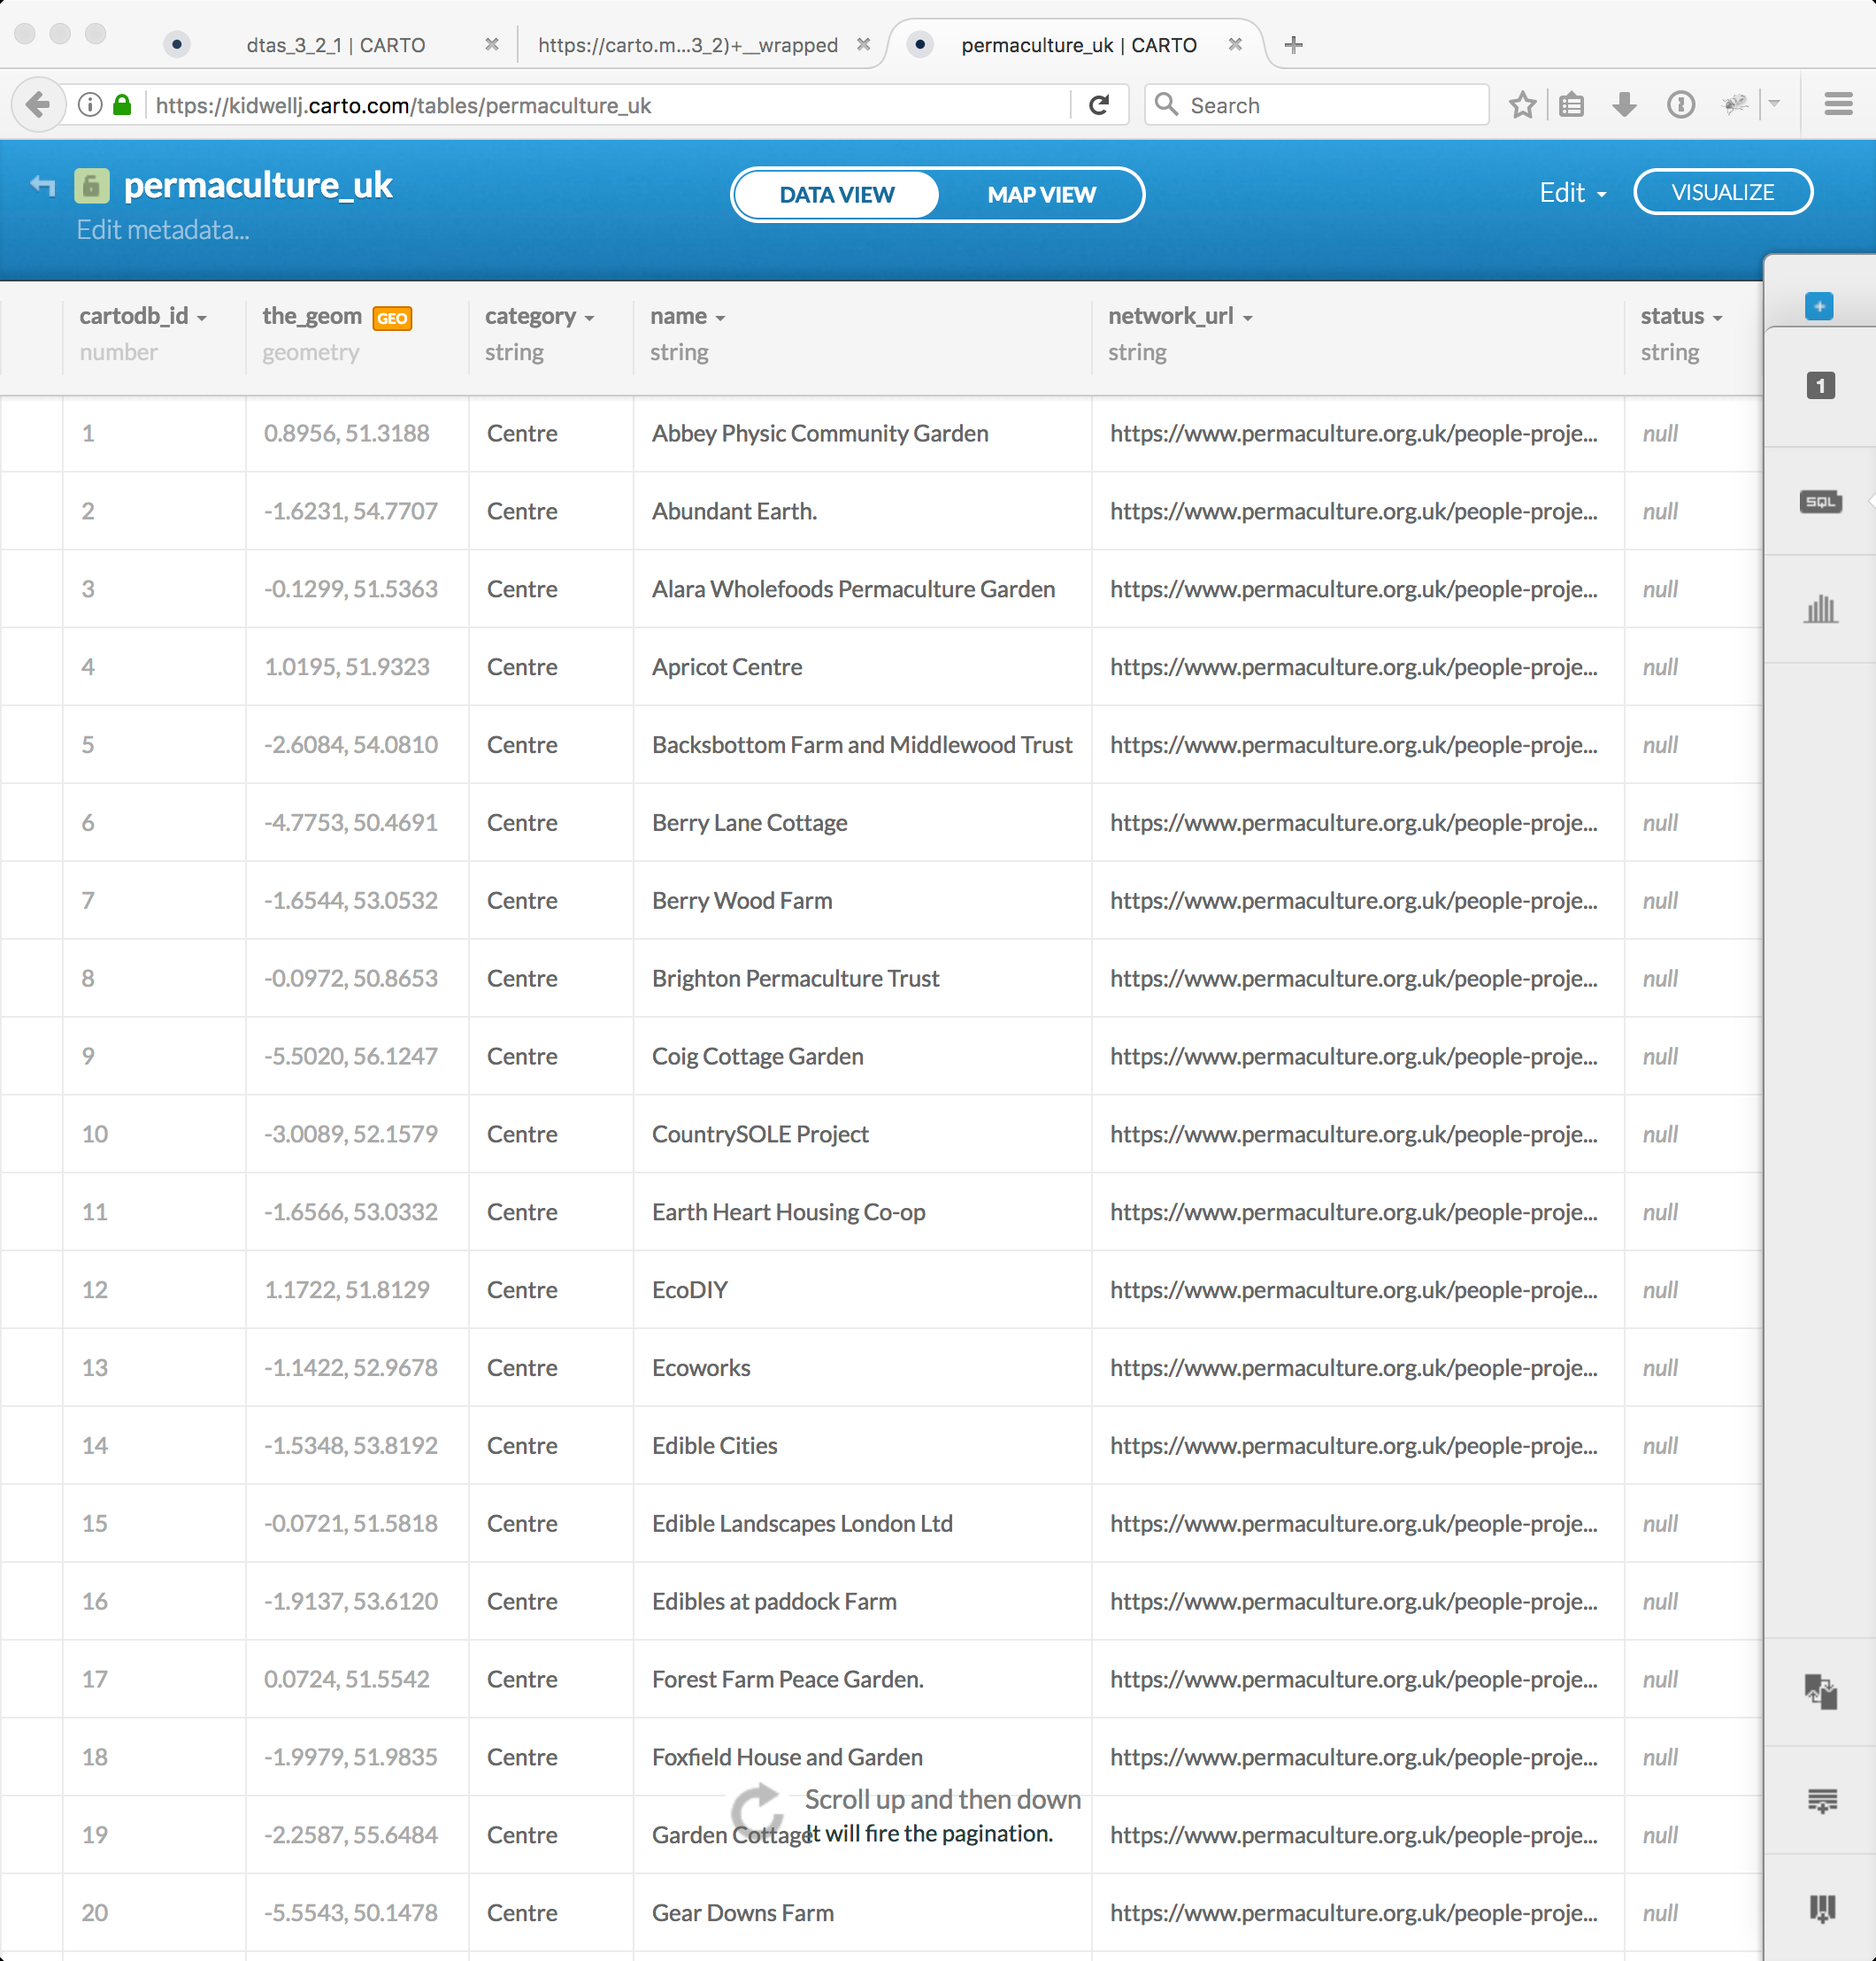 dtas_3_2_1 | CARTO
https://carto.m...3_2)+__wrapped
permaculture_uk | CARTO
https://kidwellj.carto.com/tables/permaculture_uk
Search
permaculture_uk
Edit metadata...
DATA VIEW
MAP VIEW
Edit
VISUALIZE
cartodb_id the_geom GEO category name network_url status
number geometry string string string string
1
SQL
1 0.8956, 51.3188 Centre Abbey Physic Community Garden https://www.permaculture.org.uk/people-proje... null
2 -1.6231, 54.7707 Centre Abundant Earth. https://www.permaculture.org.uk/people-proje... null
3 -0.1299, 51.5363 Centre Alara Wholefoods Permaculture Garden https://www.permaculture.org.uk/people-proje... null
4 1.0195, 51.9323 Centre Apricot Centre https://www.permaculture.org.uk/people-proje... null
5 -2.6084, 54.0810 Centre Backsbottom Farm and Middlewood Trust https://www.permaculture.org.uk/people-proje... null
6 -4.7753, 50.4691 Centre Berry Lane Cottage https://www.permaculture.org.uk/people-proje... null
7 -1.6544, 53.0532 Centre Berry Wood Farm https://www.permaculture.org.uk/people-proje... null
8 -0.0972, 50.8653 Centre Brighton Permaculture Trust https://www.permaculture.org.uk/people-proje... null
9 -5.5020, 56.1247 Centre Coig Cottage Garden https://www.permaculture.org.uk/people-proje... null
10 -3.0089, 52.1579 Centre CountrySOLE Project https://www.permaculture.org.uk/people-proje... null
11 -1.6566, 53.0332 Centre Earth Heart Housing Co-op https://www.permaculture.org.uk/people-proje... null
12 1.1722, 51.8129 Centre EcoDIY https://www.permaculture.org.uk/people-proje... null
13 -1.1422, 52.9678 Centre Ecoworks https://www.permaculture.org.uk/people-proje... null
14 -1.5348, 53.8192 Centre Edible Cities https://www.permaculture.org.uk/people-proje... null
15 -0.0721, 51.5818 Centre Edible Landscapes London Ltd https://www.permaculture.org.uk/people-proje... null
16 -1.9137, 53.6120 Centre Edibles at paddock Farm https://www.permaculture.org.uk/people-proje... null
17 0.0724, 51.5542 Centre Forest Farm Peace Garden. https://www.permaculture.org.uk/people-proje... null
18 -1.9979, 51.9835 Centre Foxfield House and Garden https://www.permaculture.org.uk/people-proje... null
Scroll up and then down
It will fire the pagination.
19 -2.2587, 55.6484 Centre Garden Cottage https://www.permaculture.org.uk/people-proje... null
20 -5.5543, 50.1478 Centre Gear Downs Farm https://www.permaculture.org.uk/people-proje... null